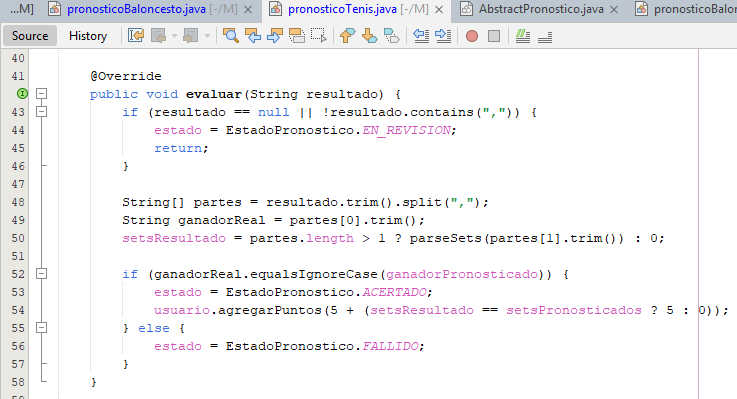 ...M] pronosticoBaloncesto.java [-/M] pronosticoTenis.java [-/M] AbstractPronostico.java pronosticoBalon
Source History
40
41 @Override
public void evaluar(String resultado) {
43 if (resultado == null || !resultado.contains(",")) {
44 estado = EstadoPronostico.EN_REVISION;
45 return;
46 }
47
48 String[] partes = resultado.trim().split(",");
49 String ganadorReal = partes[0].trim();
50 setsResultado = partes.length > 1 ? parseSets(partes[1].trim()) : 0;
51
52 if (ganadorReal.equalsIgnoreCase(ganadorPronosticado)) {
53 estado = EstadoPronostico.ACERTADO;
54 usuario.agregarPuntos(5 + (setsResultado == setsPronosticados ? 5 : 0));
55 } else {
56 estado = EstadoPronostico.FALLIDO;
57 }
58 }